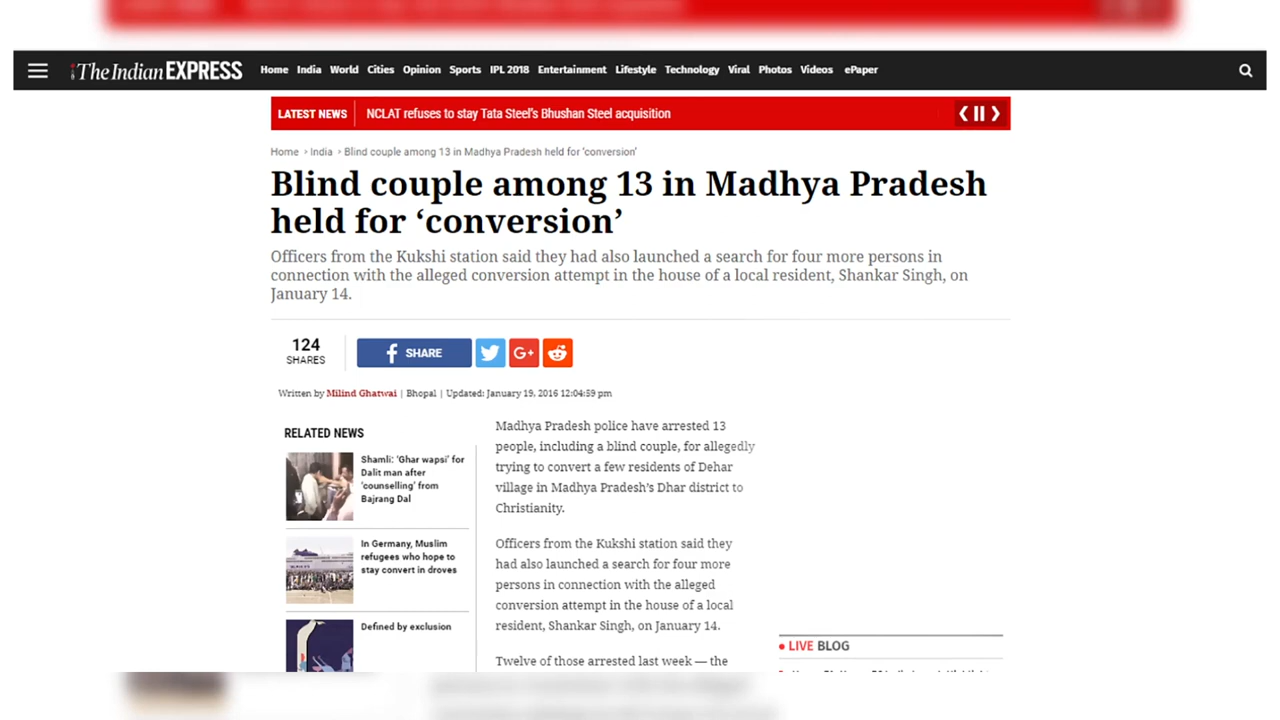 The Indian EXPRESS
Home India World Cities Opinion Sports IPL 2018 Entertainment Lifestyle Technology Viral Photos Videos ePaper
LATEST NEWS NCLAT refuses to stay Tata Steel's Bhushan Steel acquisition
Home > India > Blind couple among 13 in Madhya Pradesh held for ‘conversion’
Blind couple among 13 in Madhya Pradesh
held for ‘conversion’
Officers from the Kukshi station said they had also launched a search for four more persons in
connection with the alleged conversion attempt in the house of a local resident, Shankar Singh, on
January 14.
124
SHARES
SHARE
G+
Written by Milind Ghatwai | Bhopal | Updated: January 19, 2016 12:04:59 pm
RELATED NEWS
Shamli: ‘Ghar wapsi’ for
Dalit man after
‘counselling’ from
Bajrang Dal
In Germany, Muslim
refugees who hope to
stay convert in droves
Defined by exclusion
Madhya Pradesh police have arrested 13
people, including a blind couple, for allegedly
trying to convert a few residents of Dehar
village in Madhya Pradesh’s Dhar district to
Christianity.
Officers from the Kukshi station said they
had also launched a search for four more
persons in connection with the alleged
conversion attempt in the house of a local
resident, Shankar Singh, on January 14.
Twelve of those arrested last week — the
LIVE BLOG